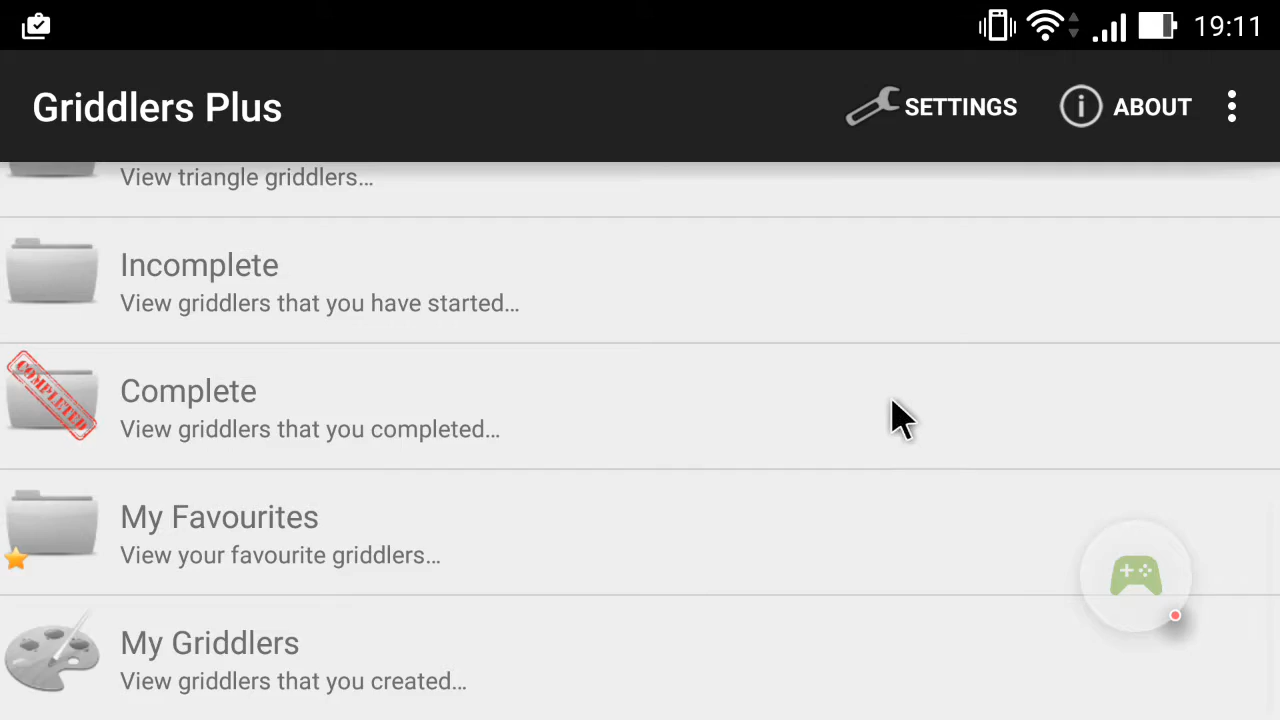 19:11
Griddlers Plus
SETTINGS
ABOUT
View triangle griddlers...
Incomplete
View griddlers that you have started...
COMPLETED
Complete
View griddlers that you completed...
My Favourites
View your favourite griddlers...
My Griddlers
View griddlers that you created...